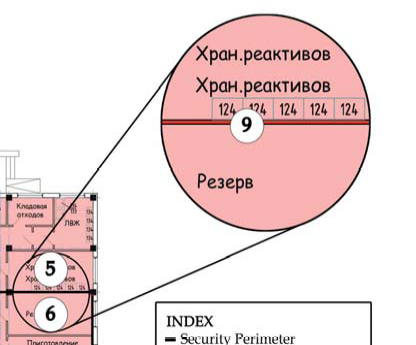 Хран.реактивов
Хран.реактивов
124 124 124 124 124
9
Резерв
Кладовая
отходов
ЛВЖ
5
6
Приготовление
INDEX
Security Perimeter